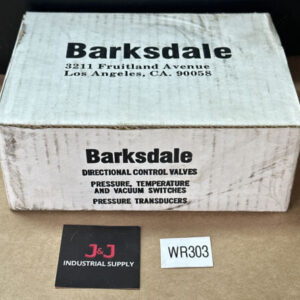 Barksdale
3211 Fruitland Avenue
Los Angeles, CA. 90058
Barksdale
DIRECTIONAL CONTROL VALVES
PRESSURE, TEMPERATURE
AND VACUUM SWITCHES
PRESSURE TRANSDUCERS
J&J
INDUSTRIAL SUPPLY
WR303